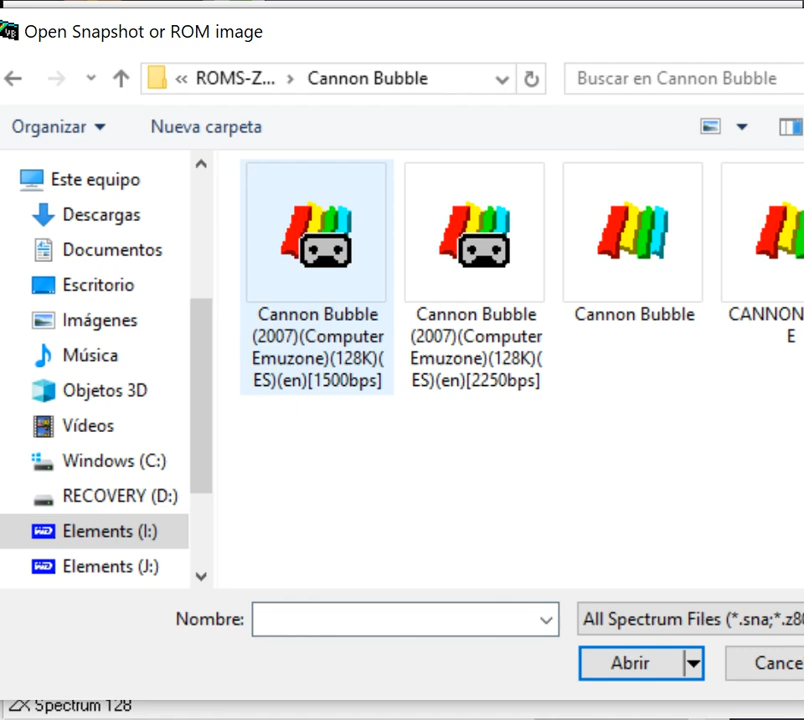 Open Snapshot or ROM image
« ROMS-Z... › Cannon Bubble
Buscar en Cannon Bubble
Organizar
Nueva carpeta
Este equipo
Descargas
Documentos
Escritorio
Imágenes
Música
Objetos 3D
Vídeos
Windows (C:)
RECOVERY (D:)
Elements (I:)
Elements (J:)
Cannon Bubble
(2007)(Computer
Emuzone)(128K)(
ES)(en)[1500bps]
Cannon Bubble
(2007)(Computer
Emuzone)(128K)(
ES)(en)[2250bps]
Cannon Bubble
CANNON
E
Nombre:
All Spectrum Files (*.sna;*.z80
Abrir
Cance
Spectrum 128